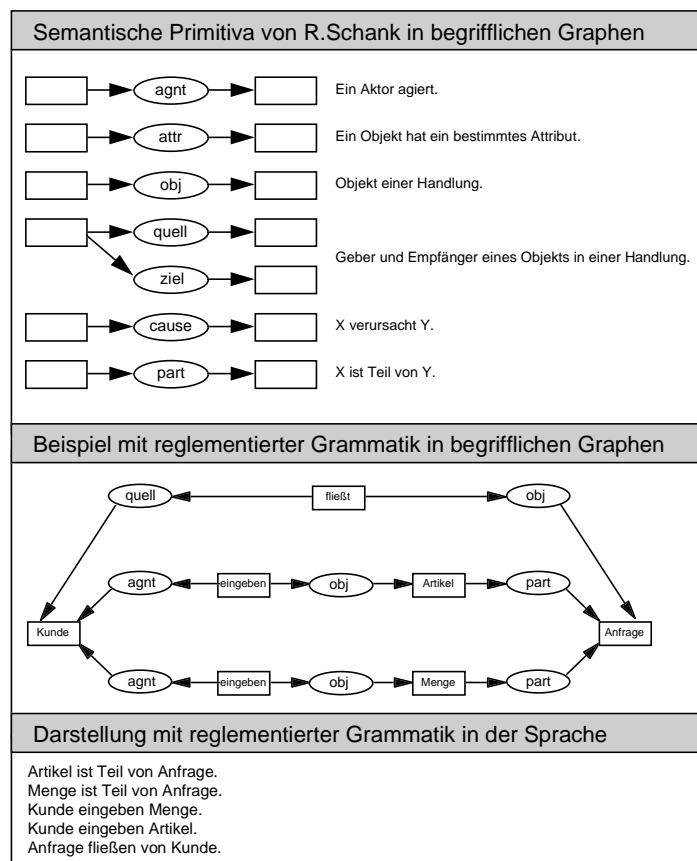 Semantische Primitiva von R.Schank in begrifflichen Graphen
agnt Ein Aktor agiert.
attr Ein Objekt hat ein bestimmtes Attribut.
obj Objekt einer Handlung.
quell
Geber und Empfänger eines Objekts in einer Handlung.
ziel
cause X verursacht Y.
part X ist Teil von Y.
Beispiel mit reglementierter Grammatik in begrifflichen Graphen
quell fließt obj
agnt eingeben obj Artikel part
Kunde Anfrage
agnt eingeben obj Menge part
Darstellung mit reglementierter Grammatik in der Sprache
Artikel ist Teil von Anfrage.
Menge ist Teil von Anfrage.
Kunde eingeben Menge.
Kunde eingeben Artikel.
Anfrage fließen von Kunde.